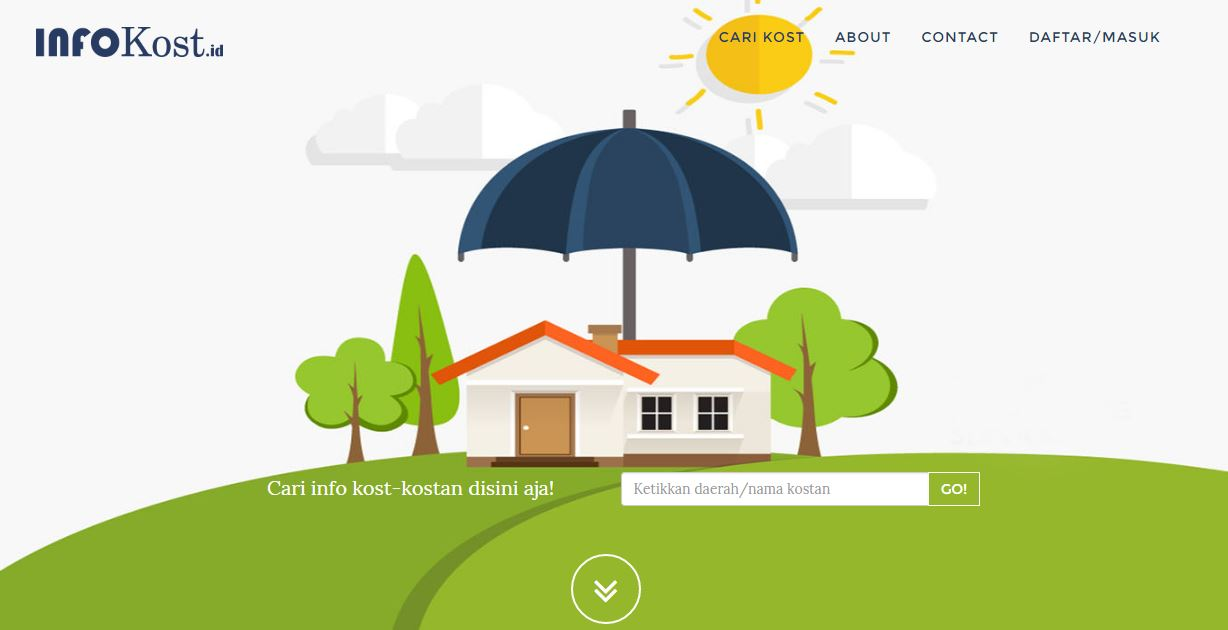 INFOKost.id
CARI KOST ABOUT CONTACT DAFTAR/MASUK
Cari info kost-kostan disini aja!
Ketikkan daerah/nama kostan
GO!